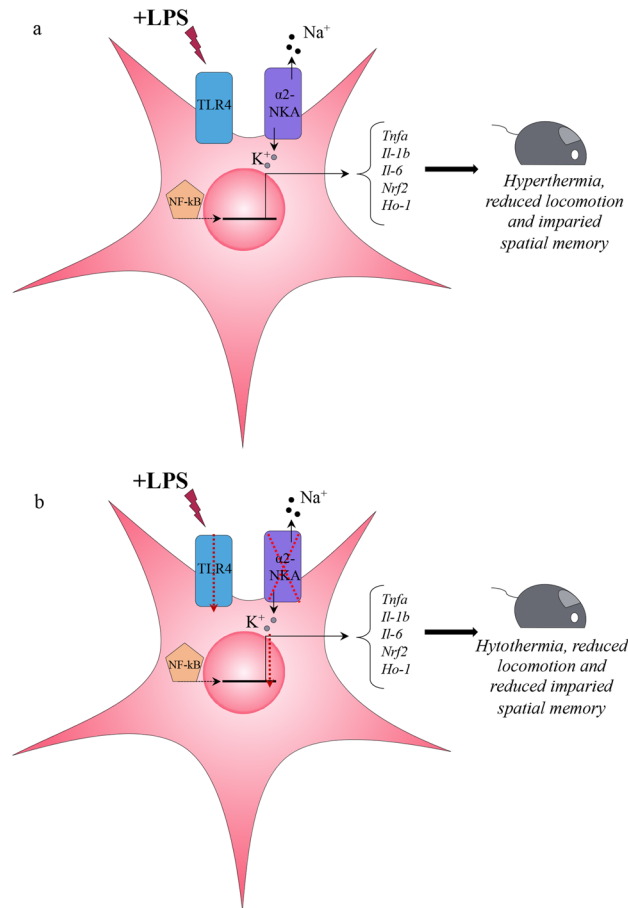 a
+LPS
Na+
TLR4
α2-
NKA
K+
NF-kB
Tnfa
Il-1b
Il-6
Nrf2
Ho-1
Hyperthermia,
reduced locomotion
and imparied
spatial memory
b
+LPS
Na+
TLR4
α2-
NKA
K+
NF-kB
Tnfa
Il-1b
Il-6
Nrf2
Ho-1
Hytothermia, reduced
locomotion and
reduced imparied
spatial memory